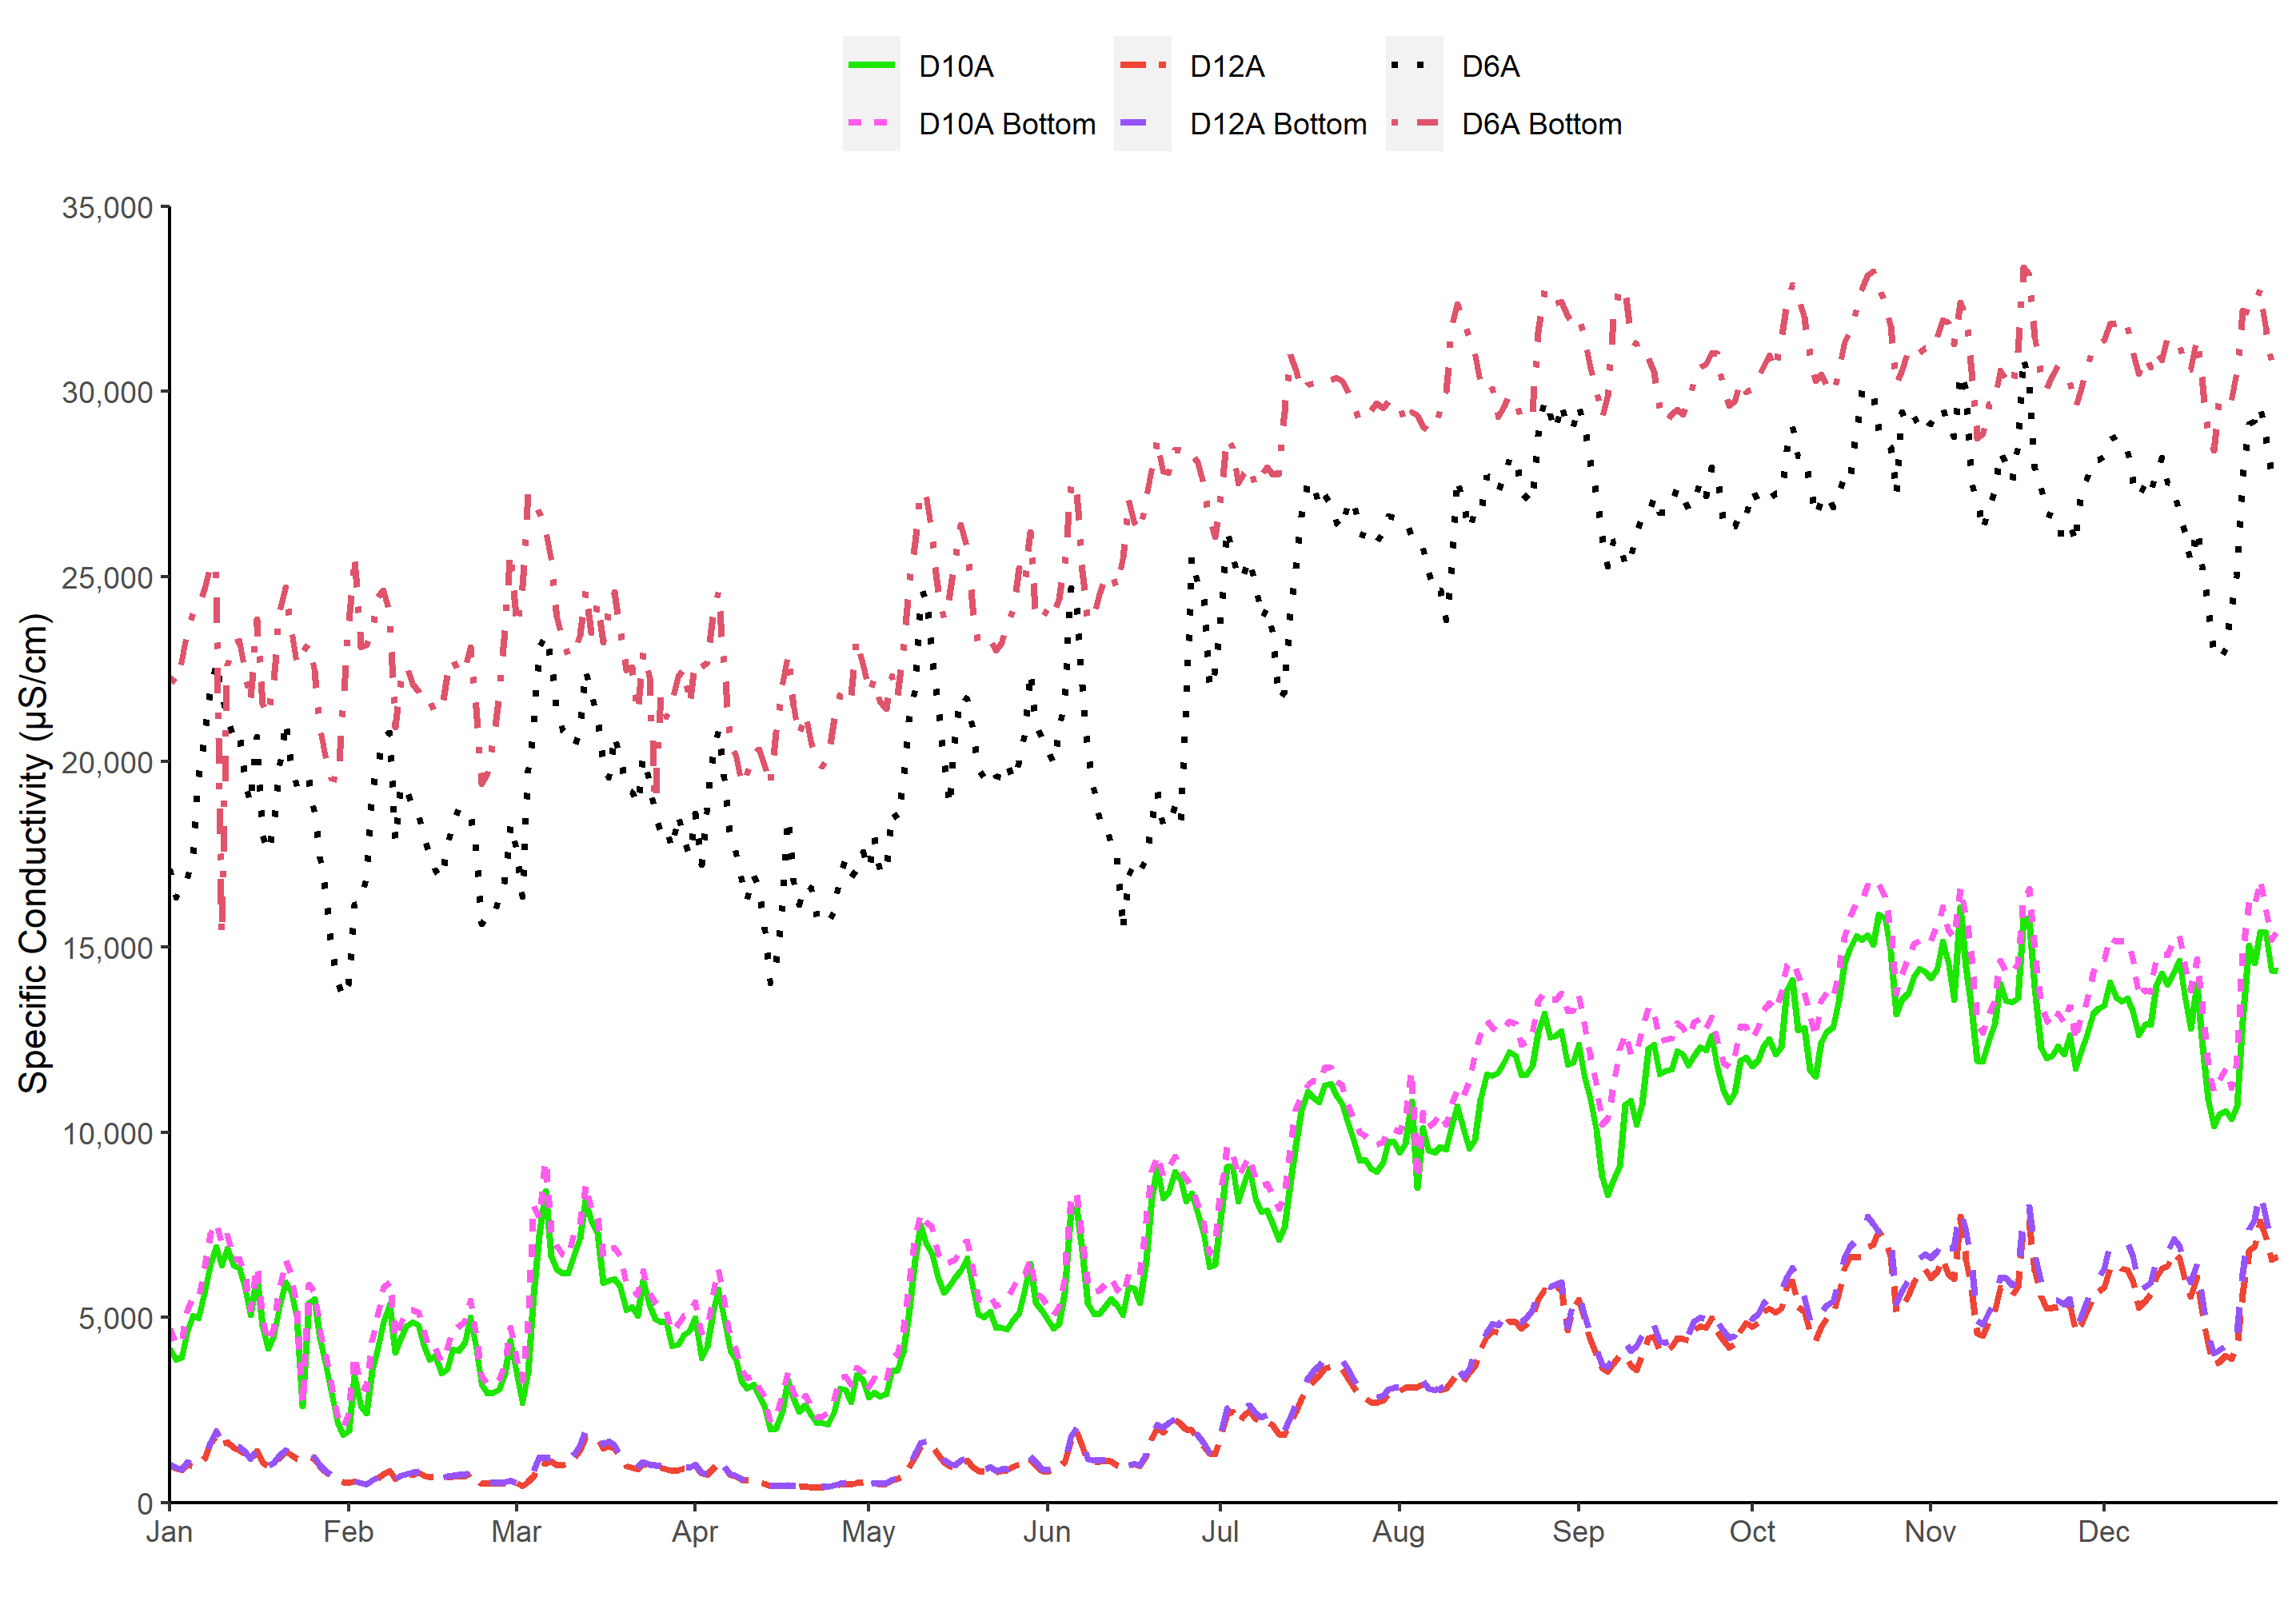 D10A D12A D6A
D10A Bottom D12A Bottom D6A Bottom
Specific Conductivity (µS/cm)
35,000
30,000
25,000
20,000
15,000
10,000
5,000
0
Jan Feb Mar Apr May Jun Jul Aug Sep Oct Nov Dec